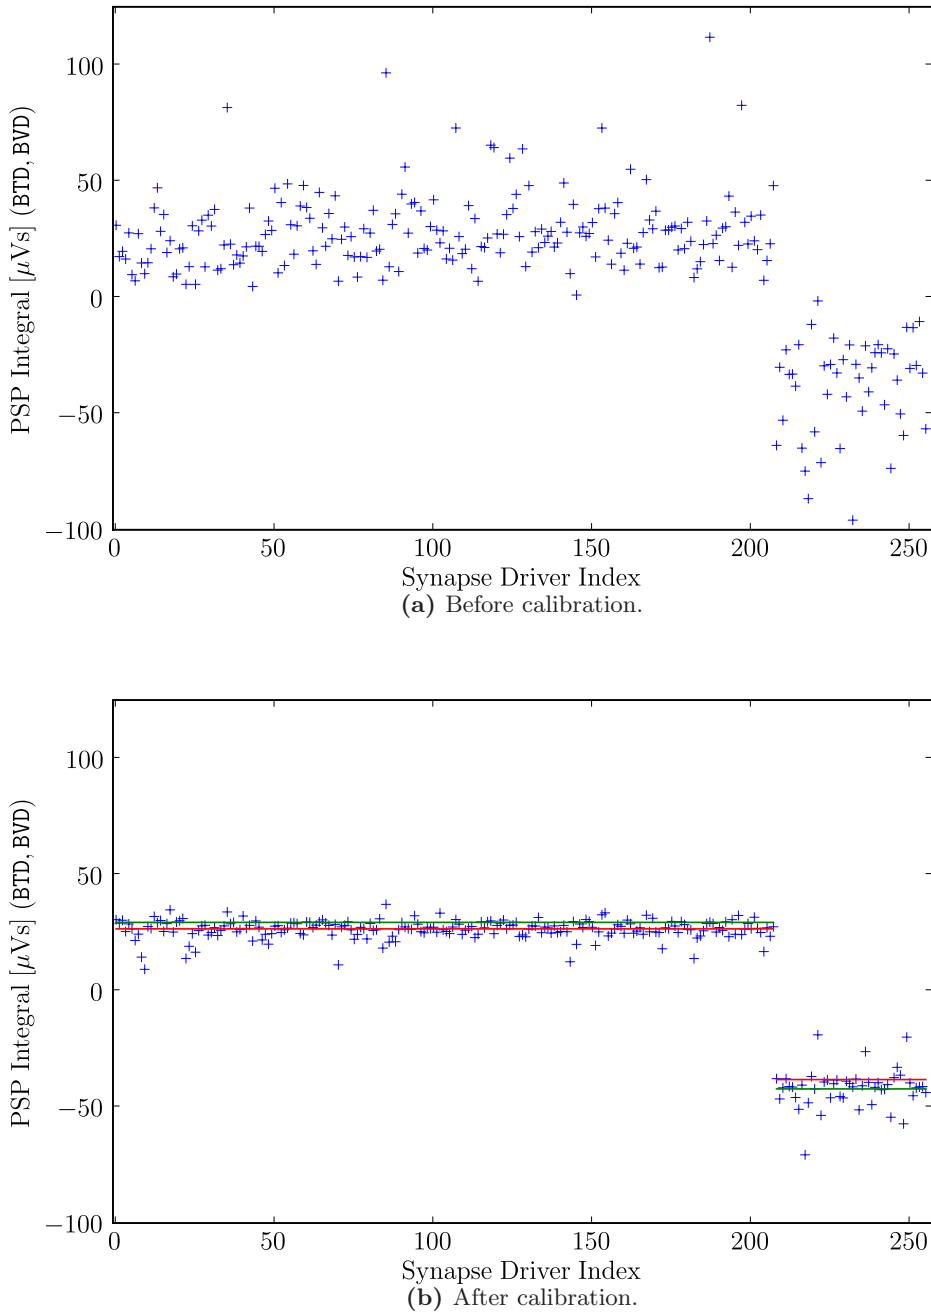 100
50
0
−50
−100
PSP Integral [μVs] (BTD, BVD)
0 50 100 150 200 250
Synapse Driver Index
(a) Before calibration.
100
50
0
−50
−100
PSP Integral [μVs] (BTD, BVD)
0 50 100 150 200 250
Synapse Driver Index
(b) After calibration.